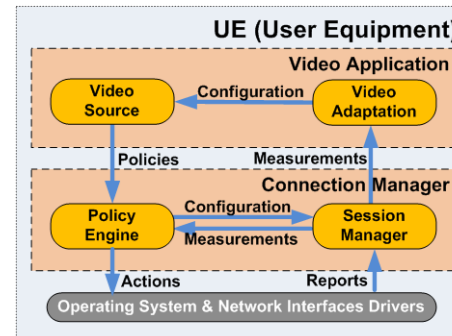 UE (User Equipment)
Video Application
Video
Source
Configuration
Video
Adaptation
Policies
Measurements
Connection Manager
Policy
Engine
Configuration
Measurements
Session
Manager
Actions
Reports
Operating System & Network Interfaces Drivers